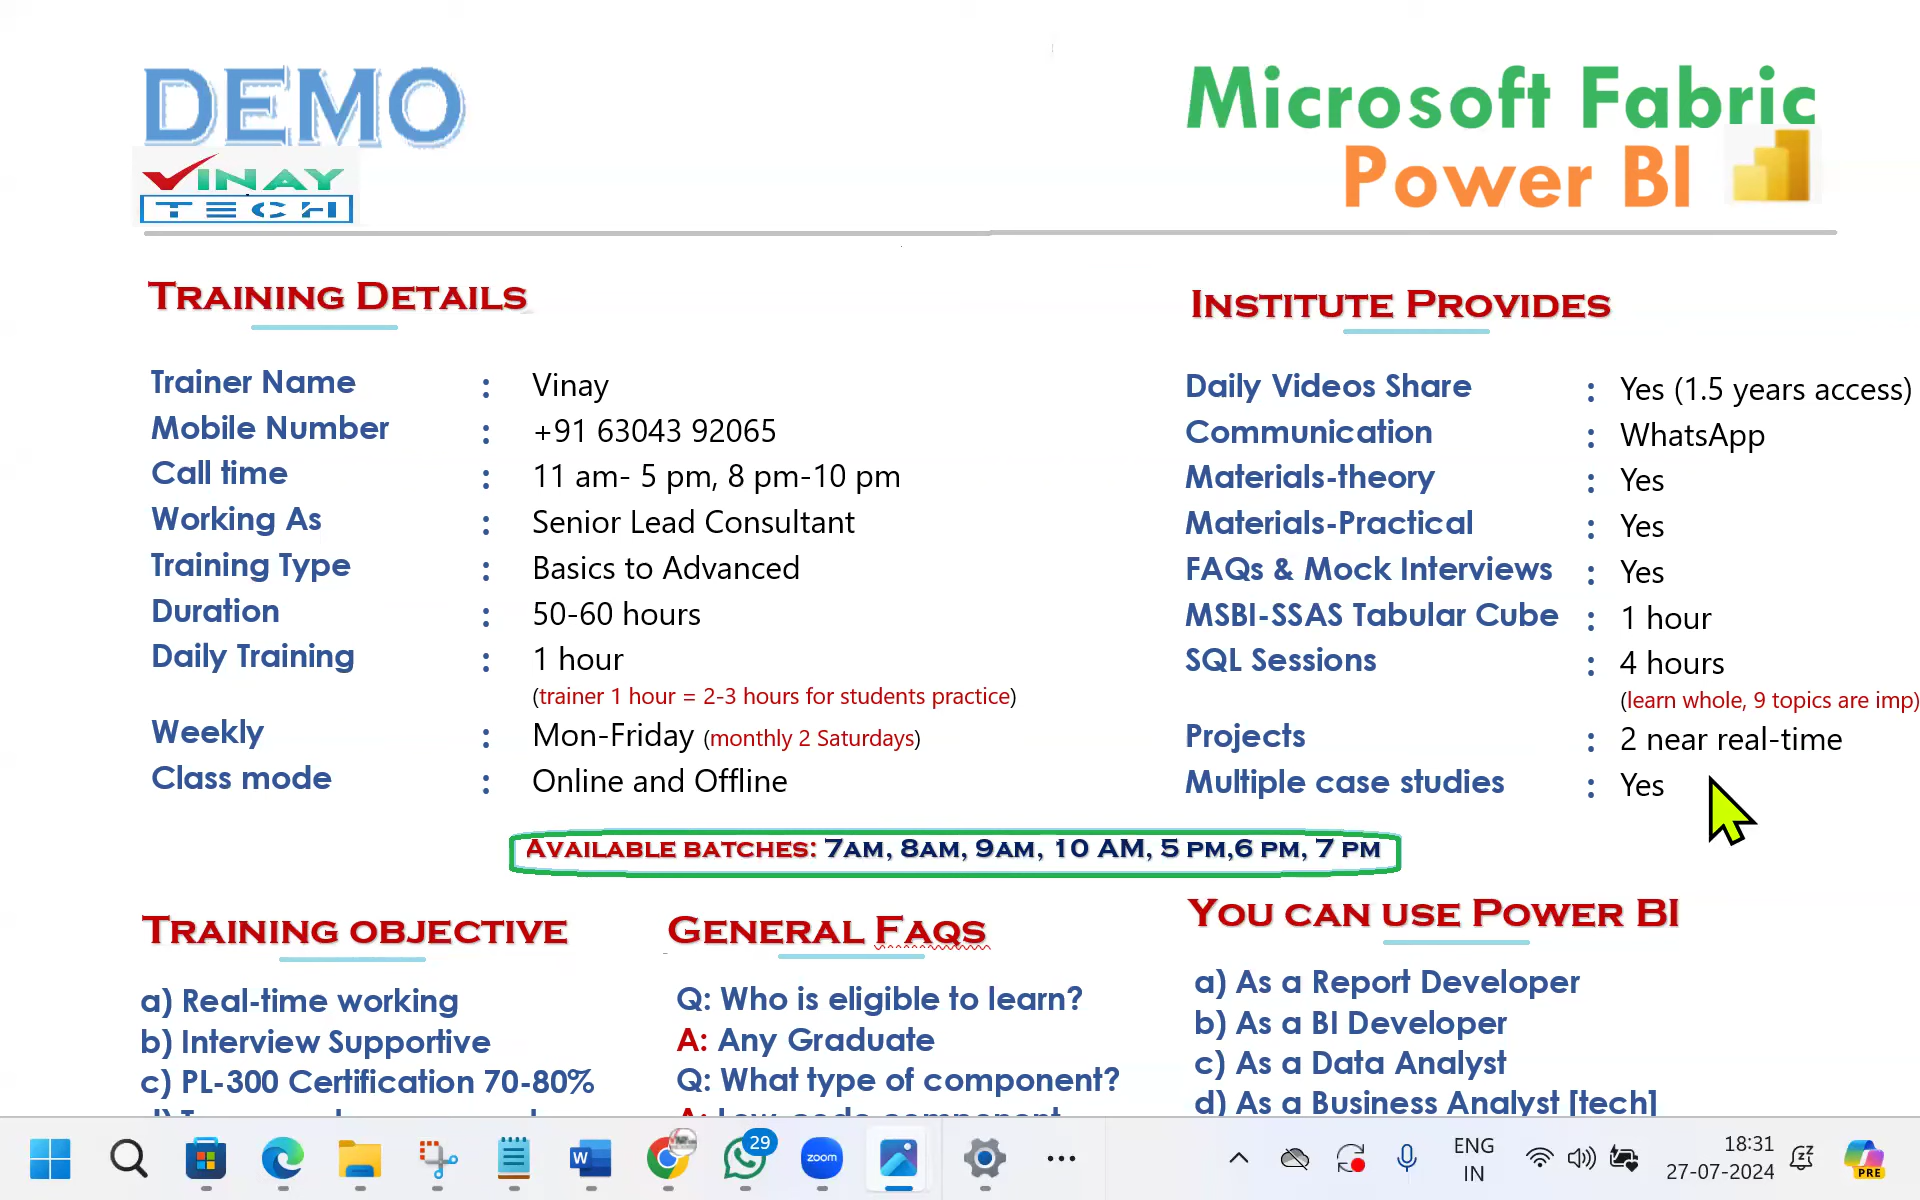 DEMO
VINAY
TECH
Microsoft Fabric
Power BI
TRAINING DETAILS
Trainer Name : Vinay
Mobile Number : +91 63043 92065
Call time : 11 am- 5 pm, 8 pm-10 pm
Working As : Senior Lead Consultant
Training Type : Basics to Advanced
Duration : 50-60 hours
Daily Training : 1 hour
(trainer 1 hour = 2-3 hours for students practice)
Weekly : Mon-Friday (monthly 2 Saturdays)
Class mode : Online and Offline
INSTITUTE PROVIDES
Daily Videos Share : Yes (1.5 years access)
Communication : WhatsApp
Materials-theory : Yes
Materials-Practical : Yes
FAQs & Mock Interviews : Yes
MSBI-SSAS Tabular Cube : 1 hour
SQL Sessions : 4 hours
(learn whole, 9 topics are imp)
Projects : 2 near real-time
Multiple case studies : Yes
AVAILABLE BATCHES: 7AM, 8AM, 9AM, 10 AM, 5 PM,6 PM, 7 PM
TRAINING OBJECTIVE
a) Real-time working
b) Interview Supportive
c) PL-300 Certification 70-80%
GENERAL FAQS
Q: Who is eligible to learn?
A: Any Graduate
Q: What type of component?
A: Low-code component
YOU CAN USE POWER BI
a) As a Report Developer
b) As a BI Developer
c) As a Data Analyst
d) As a Business Analyst [tech]
W
29
zoom
ENG
IN
18:31
27-07-2024
PRE